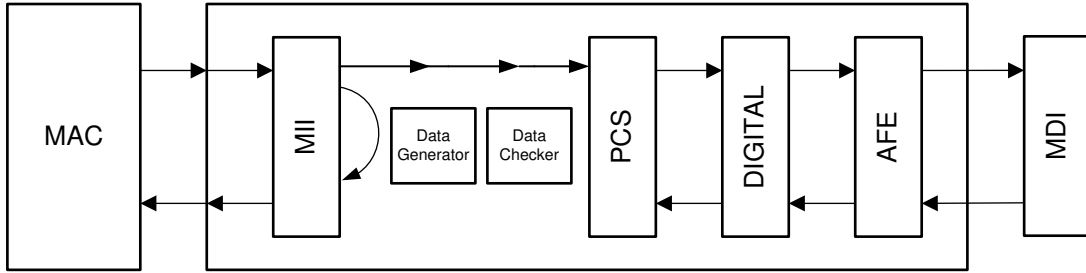 MAC
MII
Data
Generator
Data
Checker
PCS
DIGITAL
AFE
MDI